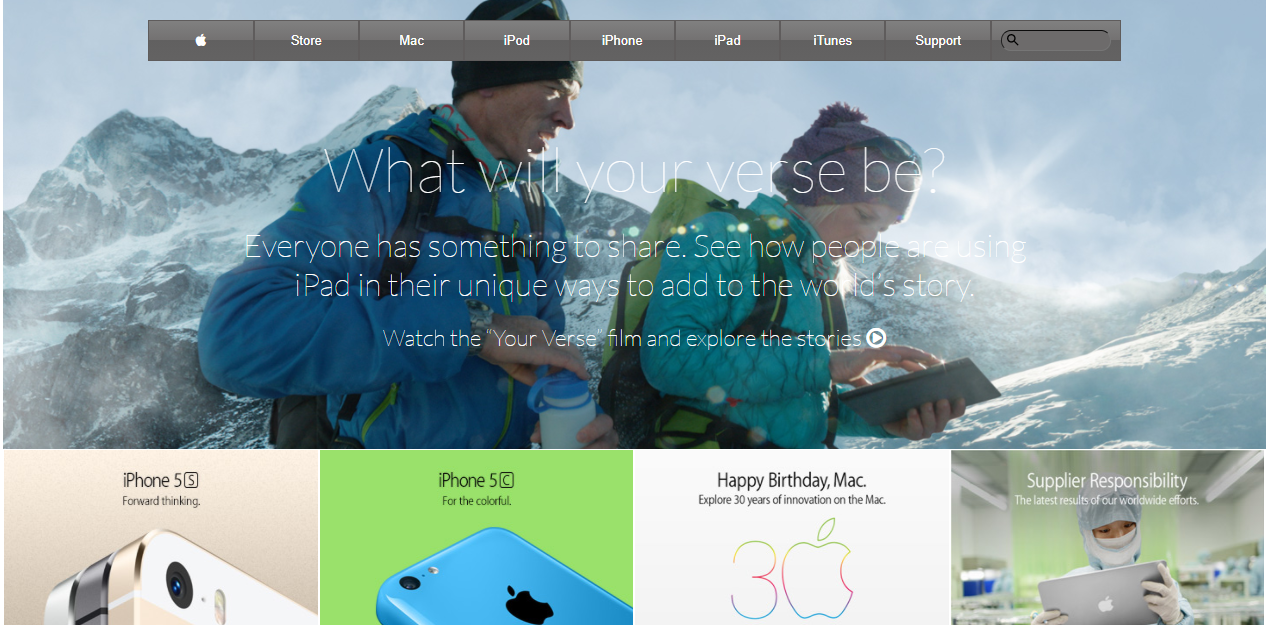 Store Mac iPod iPhone iPad iTunes Support
What will your verse be?
Everyone has something to share. See how people are using
iPad in their unique ways to add to the world's story.
Watch the “Your Verse” film and explore the stories
iPhone 5S
Forward thinking.
iPhone 5C
For the colorful.
Happy Birthday, Mac.
Explore 30 years of innovation on the Mac.
30
Supplier Responsibility
The latest results of our worldwide efforts.